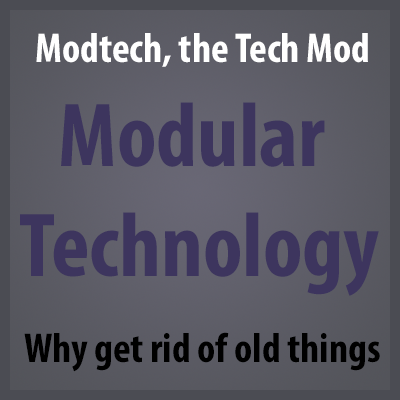 Modtech, the Tech Mod
Modular
Technology
Why get rid of old things